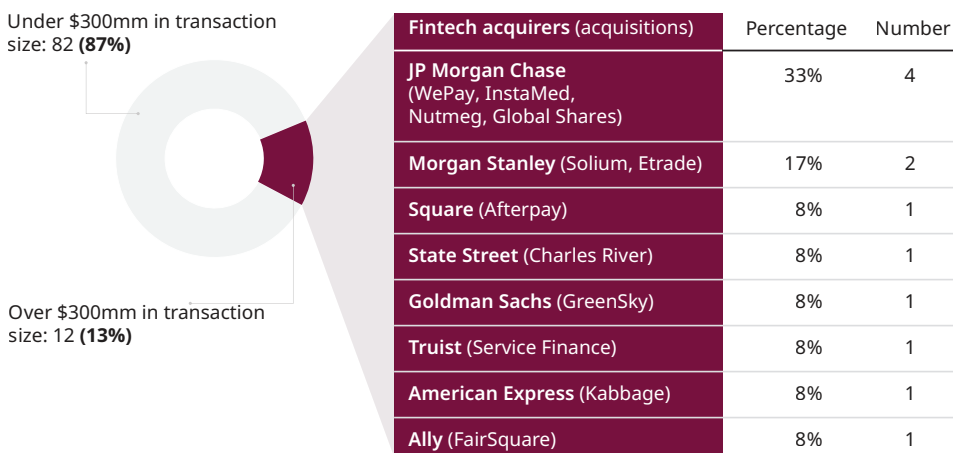 Under $300mm in transaction
size: 82 (87%)
Over $300mm in transaction
size: 12 (13%)
Fintech acquirers (acquisitions) Percentage Number
JP Morgan Chase 33% 4
(WePay, InstaMed,
Nutmeg, Global Shares)
Morgan Stanley (Solium, Etrade) 17% 2
Square (Afterpay) 8% 1
State Street (Charles River) 8% 1
Goldman Sachs (GreenSky) 8% 1
Truist (Service Finance) 8% 1
American Express (Kabbage) 8% 1
Ally (FairSquare) 8% 1